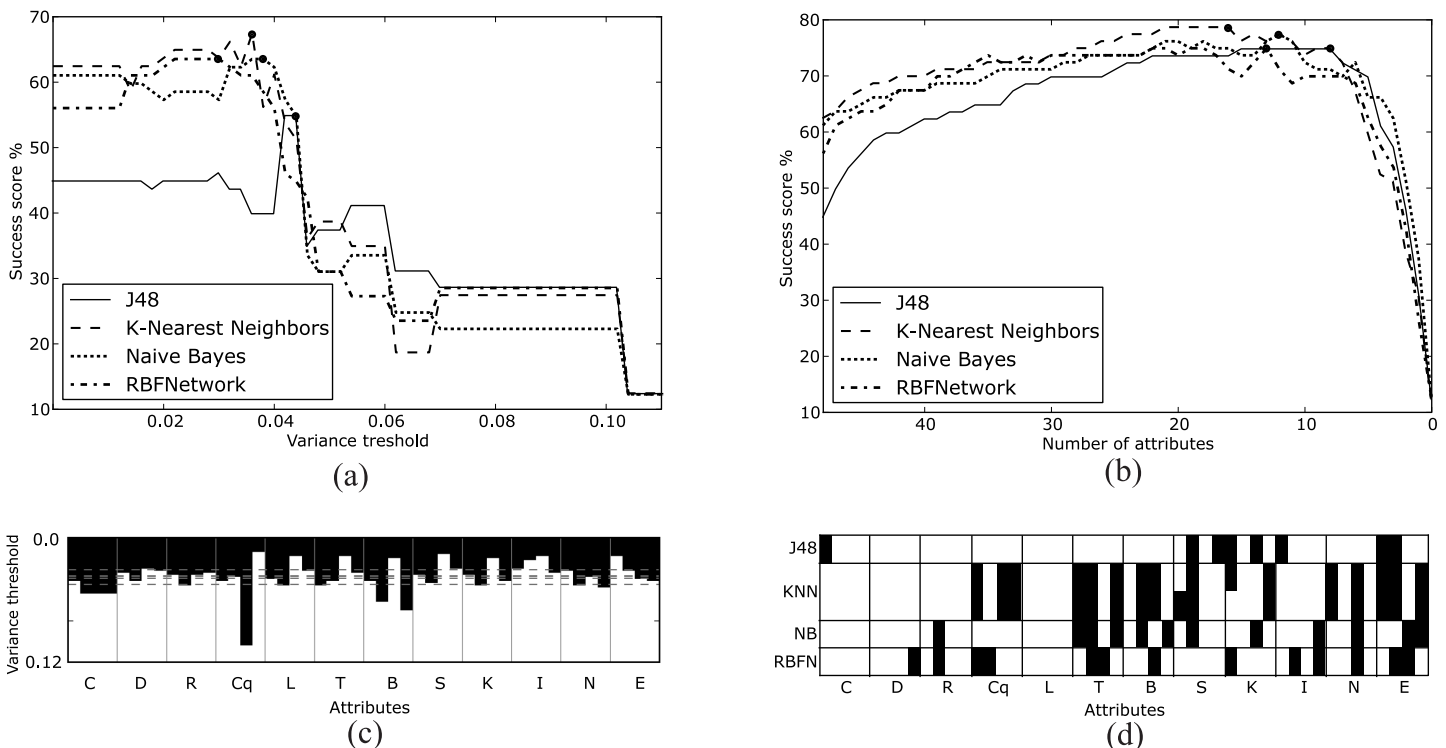 70
60
50
40
30
20
10
Success score %
J48
K-Nearest Neighbors
Naive Bayes
RBFNetwork
0.02 0.04 0.06 0.08 0.10
Variance treshold
(a)
80
70
60
50
40
30
20
10
Success score %
J48
K-Nearest Neighbors
Naive Bayes
RBFNetwork
40 30 20 10 0
Number of attributes
(b)
0.0
0.12
Variance threshold
C D R Cq L T B S K I N E
Attributes
(c)
J48
KNN
NB
RBFN
C D R Cq L T B S K I N E
Attributes
(d)